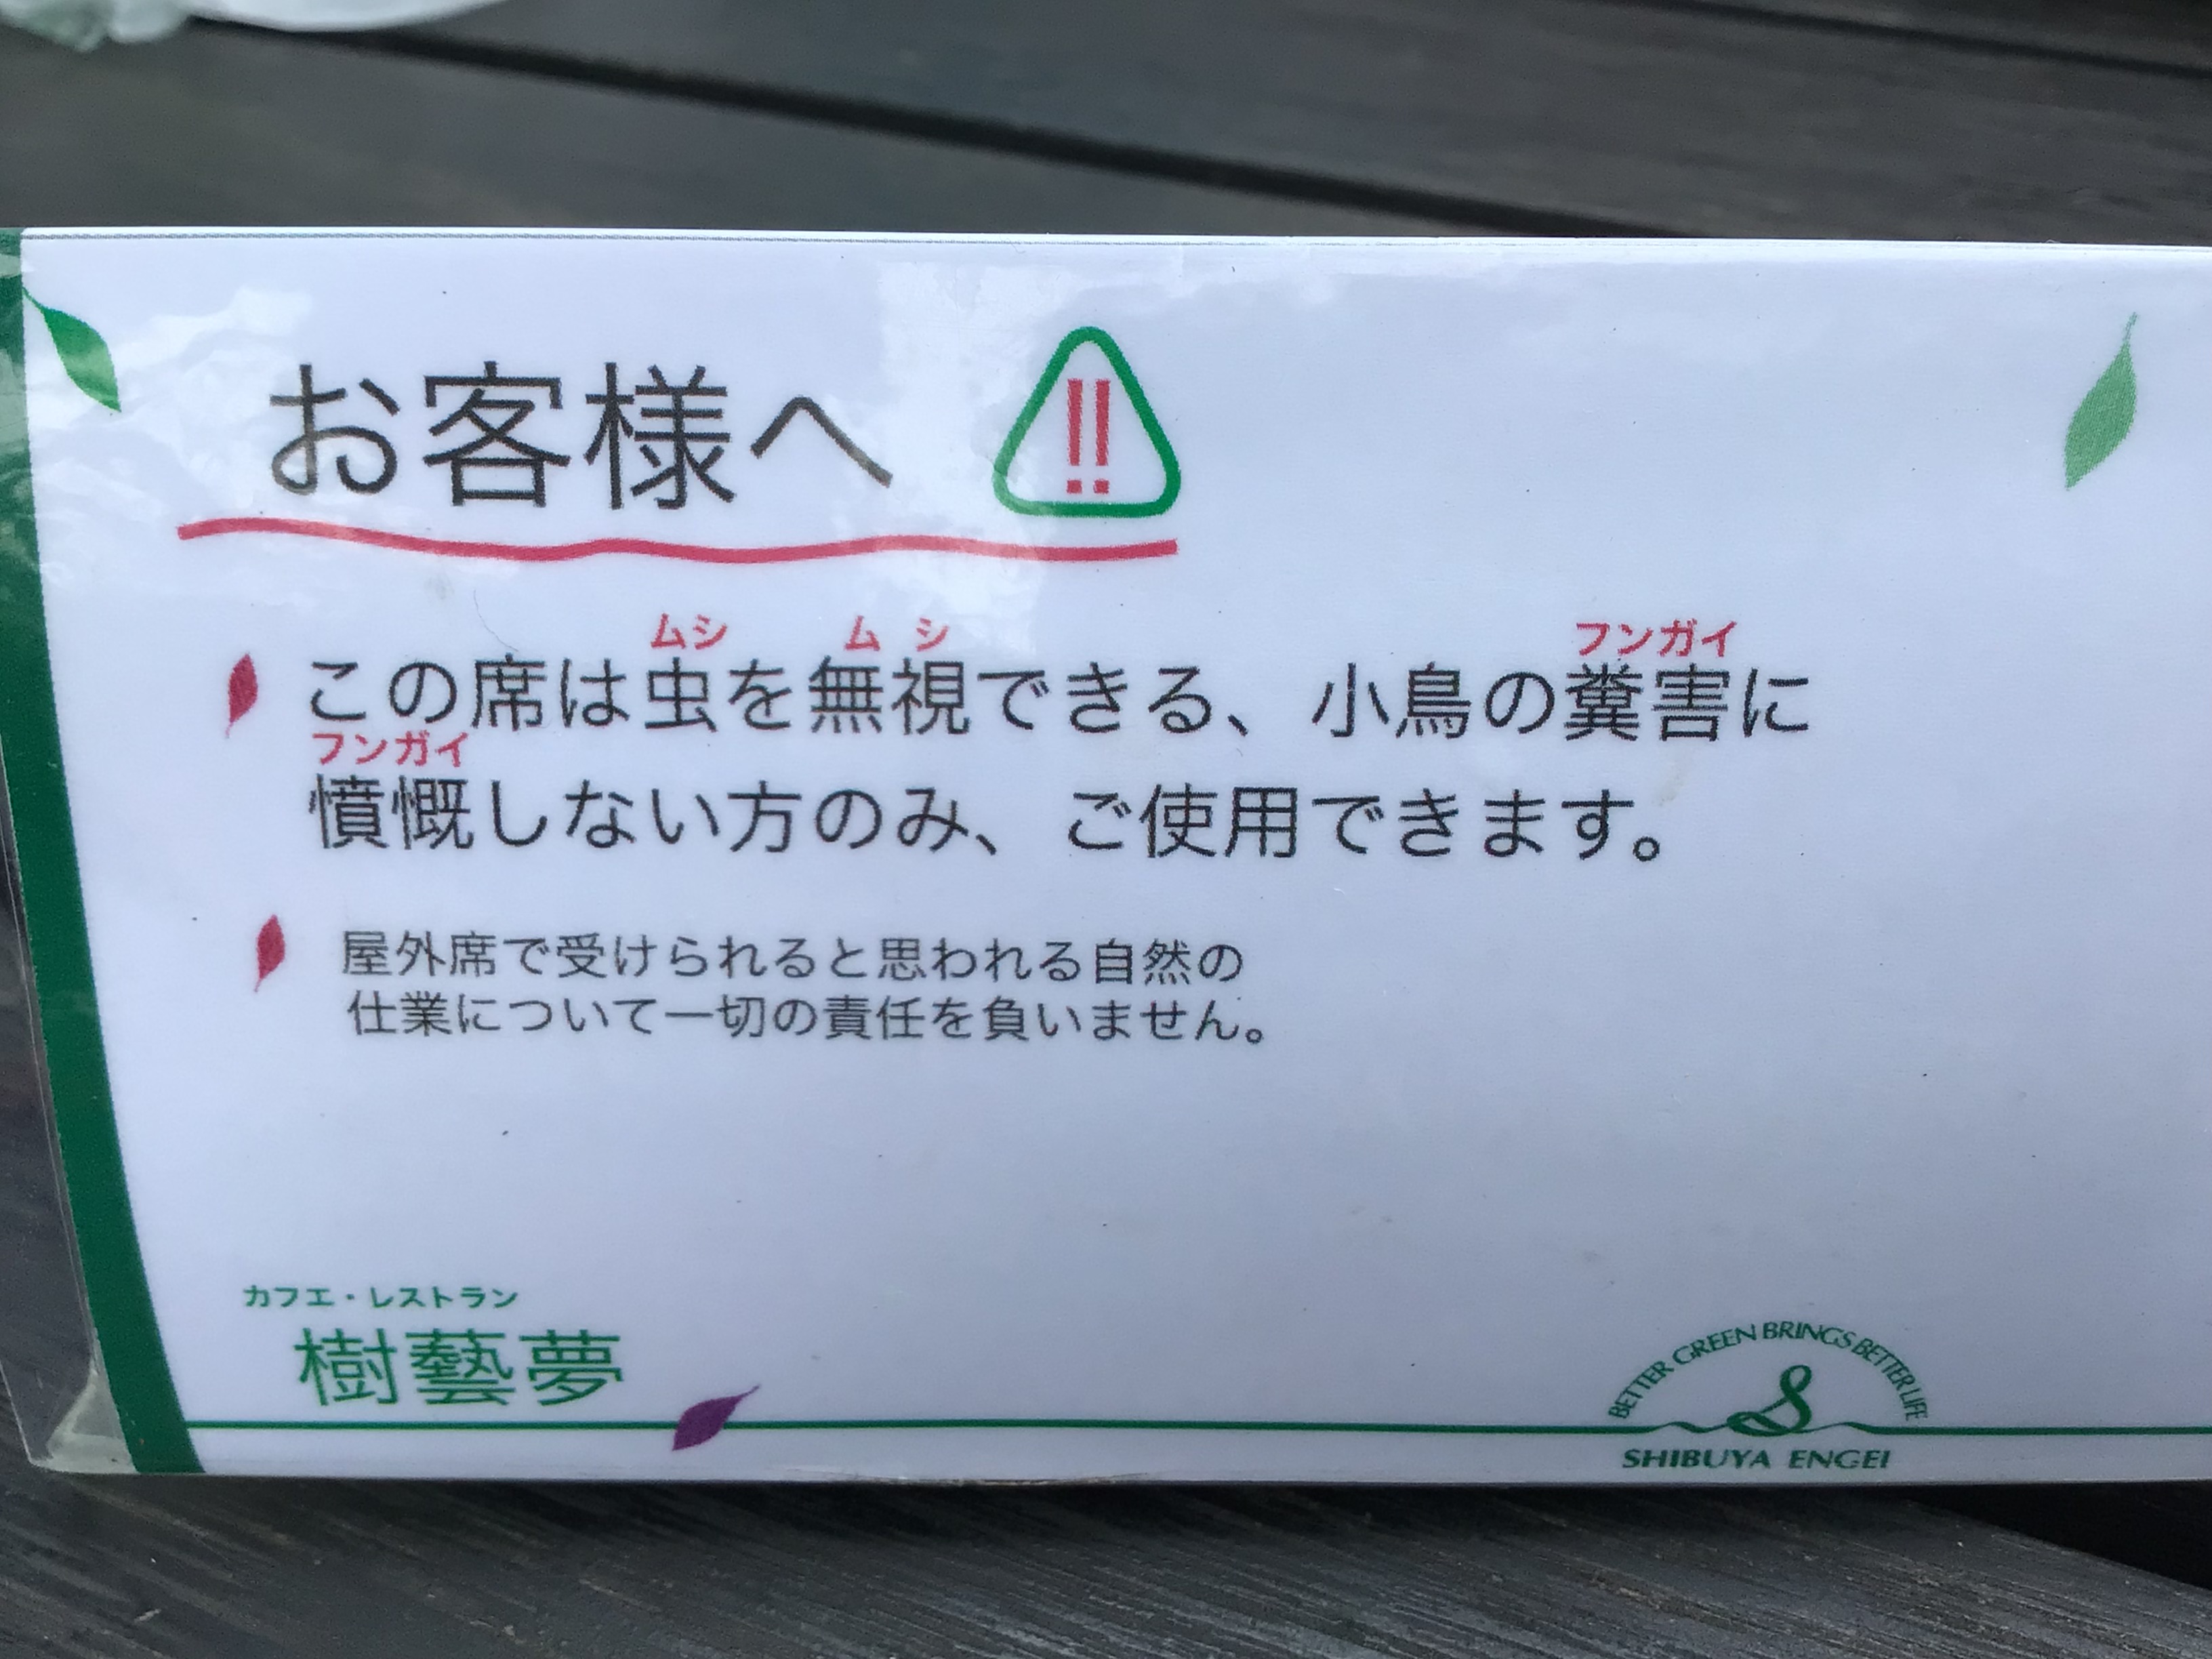 お客様へ
!!
ムシ ムシ フンガイ
この席は虫を無視できる、小鳥の糞害に
フンガイ
憤慨しない方のみ、ご使用できます。
屋外席で受けられると思われる自然の
仕業について一切の責任を負いません。
カフエ・レストラン
樹藝夢
BETTER GREEN BRINGS BETTER LIFE
S
SHIBUYA ENGEI